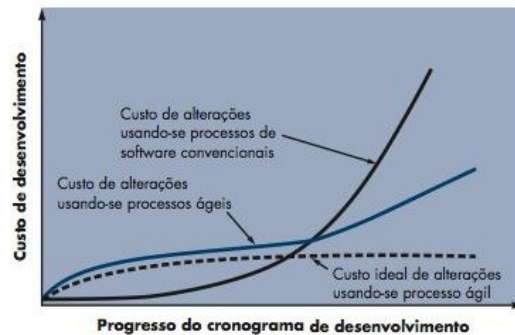 Custo de desenvolvimento
Custo de alterações
usando-se processos de
software convencionais
Custo de alterações
usando-se processos ágeis
Custo ideal de alterações
usando-se processo ágil
Progresso do cronograma de desenvolvimento